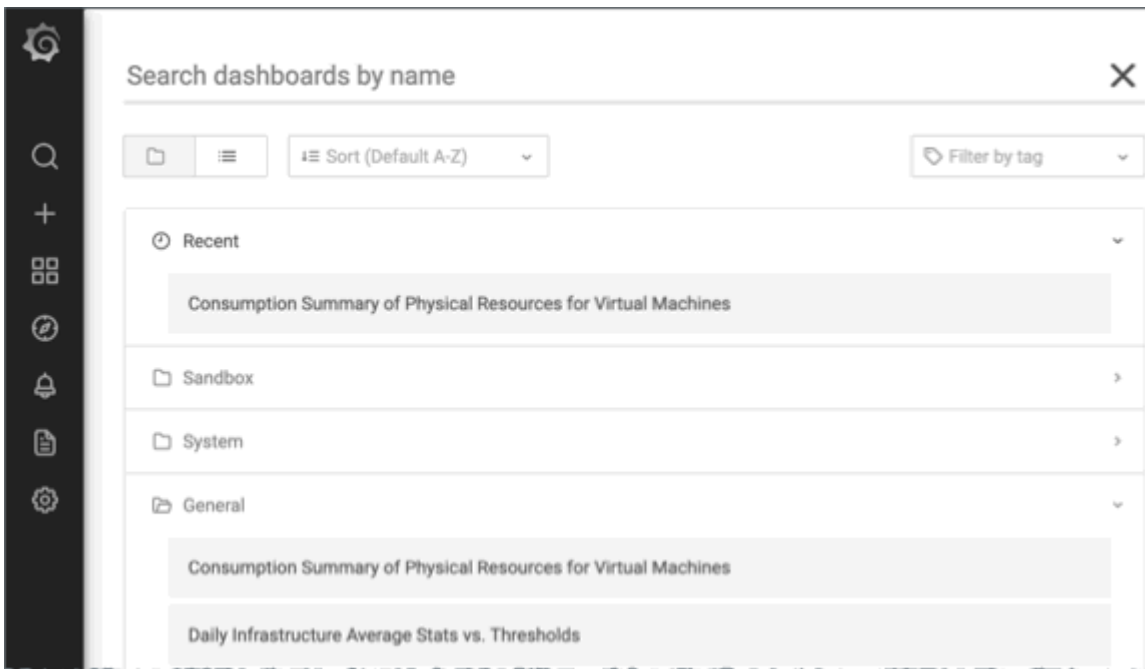 Search dashboards by name
Sort (Default A-Z)
Filter by tag
Recent
Consumption Summary of Physical Resources for Virtual Machines
Sandbox
System
General
Consumption Summary of Physical Resources for Virtual Machines
Daily Infrastructure Average Stats vs. Thresholds